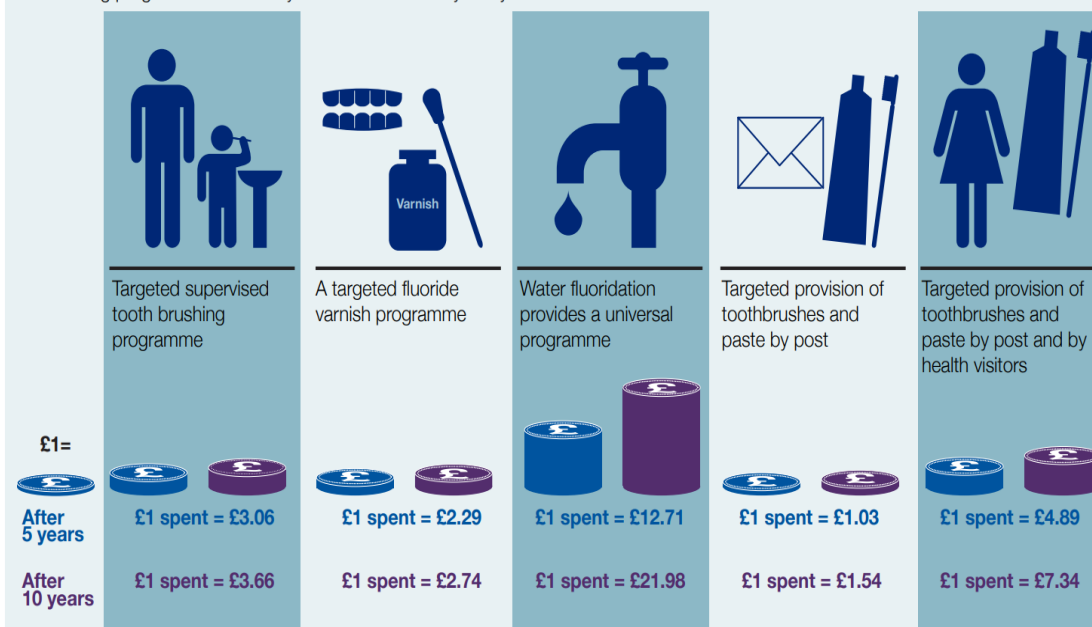 Varnish
Targeted supervised
tooth brushing
programme
A targeted fluoride
varnish programme
Water fluoridation
provides a universal
programme
Targeted provision of
toothbrushes and
paste by post
Targeted provision of
toothbrushes and
paste by post and by
health visitors
£1=
£
£
£
£
£
£
£
£
£
£
£
After
5 years
£1 spent = £3.06
£1 spent = £2.29
£1 spent = £12.71
£1 spent = £1.03
£1 spent = £4.89
After
10 years
£1 spent = £3.66
£1 spent = £2.74
£1 spent = £21.98
£1 spent = £1.54
£1 spent = £7.34